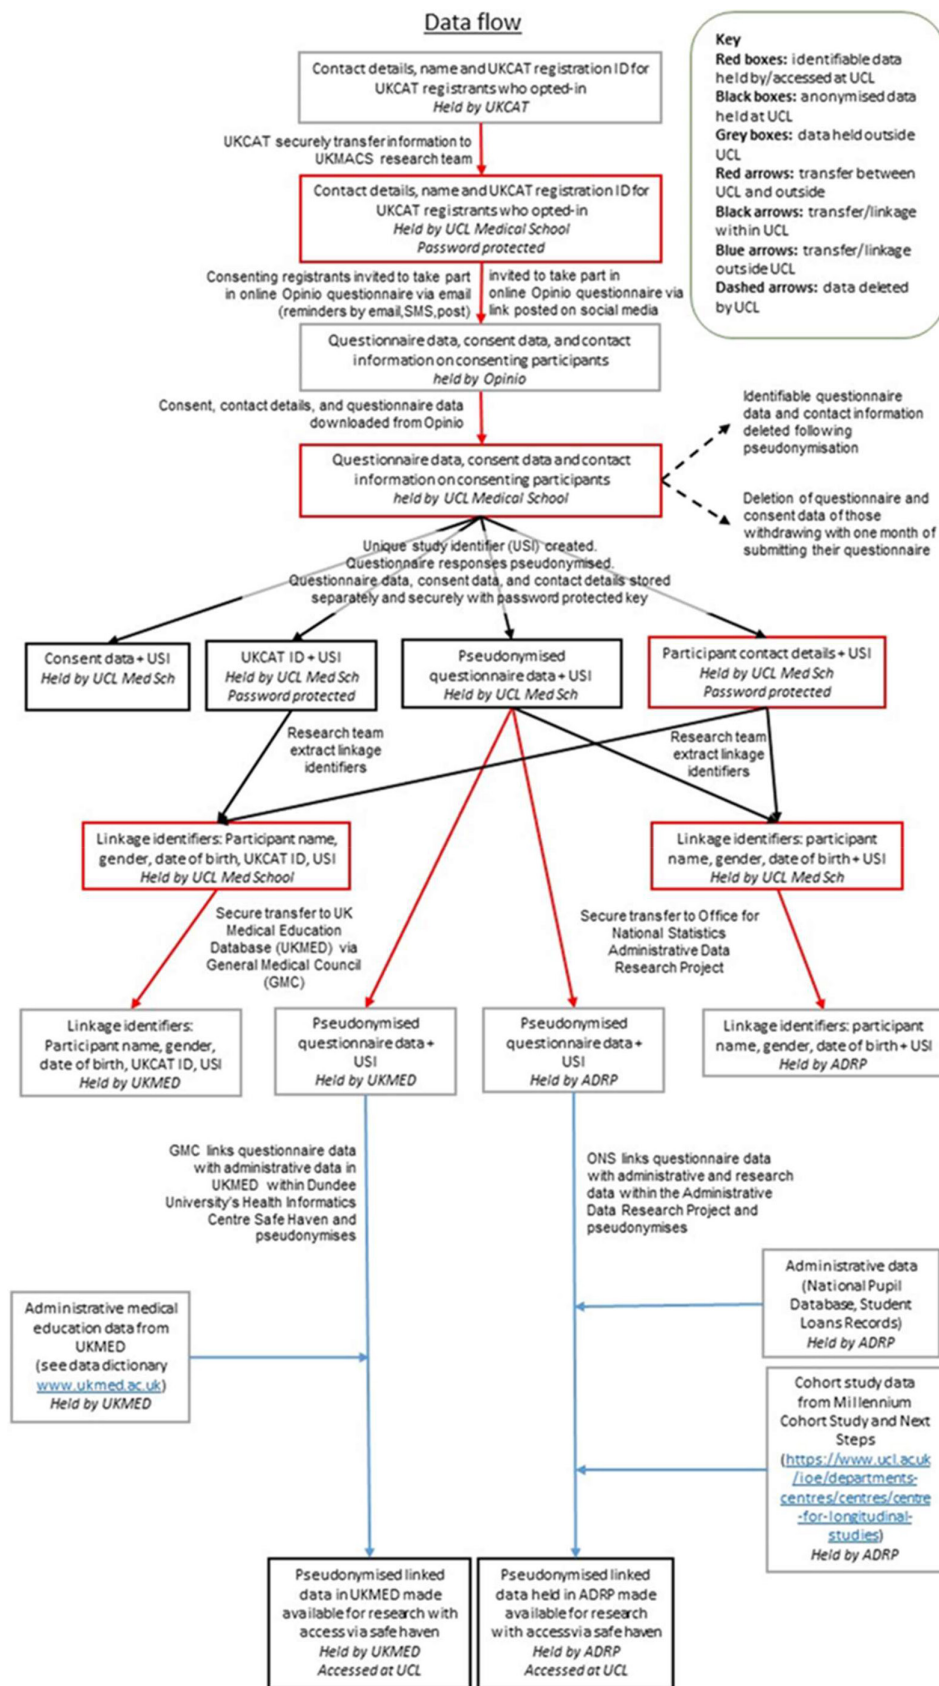 Data flow
Key
Red boxes: identifiable data
held by/accessed at UCL
Black boxes: anonymised data
held at UCL
Grey boxes: data held outside
UCL
Red arrows: transfer between
UCL and outside
Black arrows: transfer/linkage
within UCL
Blue arrows: transfer/linkage
outside UCL
Dashed arrows: data deleted
by UCL
Contact details, name and UKCAT registration ID for
UKCAT registrants who opted-in
Held by UKCAT
UKCAT securely transfer information to
UKMACS research team
Contact details, name and UKCAT registration ID for
UKCAT registrants who opted-in
Held by UCL Medical School
Password protected
Consenting registrants invited to take part
in online Opinio questionnaire via email
(reminders by email,SMS,post)
invited to take part in
online Opinio questionnaire via
link posted on social media
Questionnaire data, consent data, and contact
information on consenting participants
held by Opinio
Consent, contact details, and questionnaire data
downloaded from Opinio
Questionnaire data, consent data and contact
information on consenting participants
held by UCL Medical School
Identifiable questionnaire
data and contact information
deleted following
pseudonymisation
Deletion of questionnaire and
consent data of those
withdrawing with one month of
submitting their questionnaire
Unique study identifier (USI) created.
Questionnaire responses pseudonymised.
Questionnaire data, consent data, and contact details stored
separately and securely with password protected key
Consent data + USI
Held by UCL Med Sch
UKCAT ID + USI
Held by UCL Med Sch
Password protected
Pseudonymised
questionnaire data + USI
Held by UCL Med Sch
Participant contact details + USI
Held by UCL Med Sch
Password protected
Research team
extract linkage
identifiers
Research team
extract linkage
identifiers
Linkage identifiers: Participant name,
gender, date of birth, UKCAT ID, USI
Held by UCL Med School
Linkage identifiers: participant
name, gender, date of birth + USI
Held by UCL Med Sch
Secure transfer to UK
Medical Education
Database (UKMED) via
General Medical Council
(GMC)
Secure transfer to Office for
National Statistics
Administrative Data
Research Project
Linkage identifiers:
Participant name, gender,
date of birth, UKCAT ID, USI
Held by UKMED
Pseudonymised
questionnaire data +
USI
Held by UKMED
Pseudonymised
questionnaire data +
USI
Held by ADRP
Linkage identifiers: participant
name, gender, date of birth + USI
Held by ADRP
GMC links questionnaire data
with administrative data in
UKMED within Dundee
University's Health Informatics
Centre Safe Haven and
pseudonymises
ONS links questionnaire data
with administrative and research
data within the Administrative
Data Research Project and
pseudonymises
Administrative medical
education data from
UKMED
(see data dictionary
www.ukmed.ac.uk)
Held by UKMED
Administrative data
(National Pupil
Database, Student
Loans Records)
Held by ADRP
Cohort study data
from Millennium
Cohort Study and Next
Steps
(https://www.ucl.ac.uk
/ioe/departments-
centres/centres/centre
-for-longitudinal-
studies)
Held by ADRP
Pseudonymised linked
data in UKMED made
available for research with
access via safe haven
Held by UKMED
Accessed at UCL
Pseudonymised linked
data held in ADRP made
available for research
with access via safe haven
Held by ADRP
Accessed at UCL